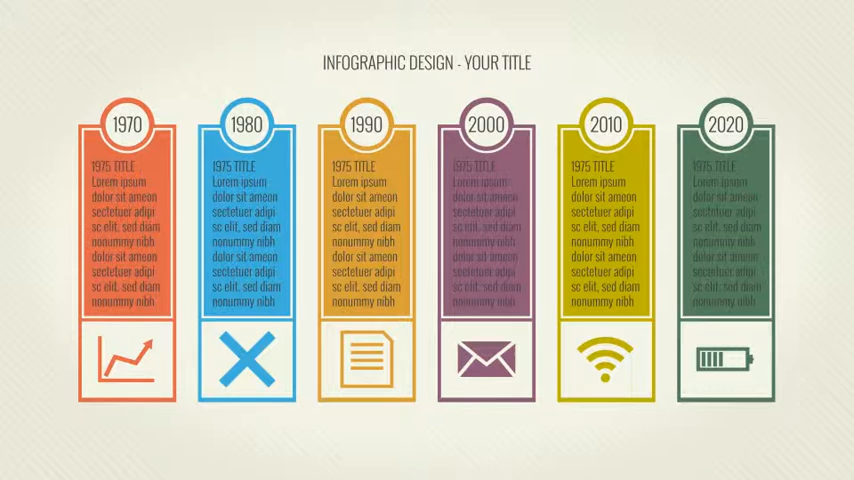 INFOGRAPHIC DESIGN - YOUR TITLE
1970
1975 TITLE
Lorem ipsum
dolor sit ameon
sectetuer adipi
sc elit, sed diam
nonummy nibh
dolor sit ameon
sectetuer adipi
sc elit, sed diam
nonummy nibh
1980
1975 TITLE
Lorem ipsum
dolor sit ameon
sectetuer adipi
sc elit, sed diam
nonummy nibh
dolor sit ameon
sectetuer adipi
sc elit, sed diam
nonummy nibh
1990
1975 TITLE
Lorem ipsum
dolor sit ameon
sectetuer adipi
sc elit, sed diam
nonummy nibh
dolor sit ameon
sectetuer adipi
sc elit, sed diam
nonummy nibh
2000
1975 TITLE
Lorem ipsum
dolor sit ameon
sectetuer adipi
sc elit, sed diam
nonummy nibh
dolor sit ameon
sectetuer adipi
sc elit, sed diam
nonummy nibh
2010
1975 TITLE
Lorem ipsum
dolor sit ameon
sectetuer adipi
sc elit, sed diam
nonummy nibh
dolor sit ameon
sectetuer adipi
sc elit, sed diam
nonummy nibh
2020
1975 TITLE
Lorem ipsum
dolor sit ameon
sectetuer adipi
sc elit, sed diam
nonummy nibh
dolor sit ameon
sectetuer adipi
sc elit, sed diam
nonummy nibh